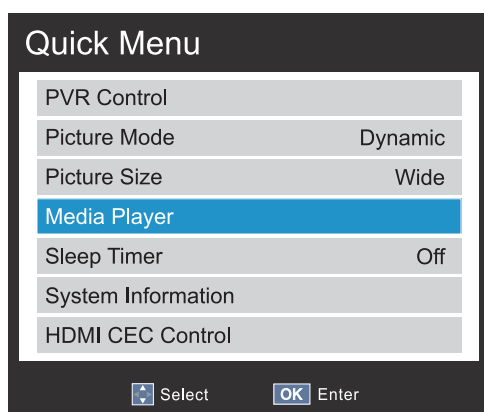 Quick Menu
PVR Control
Picture Mode Dynamic
Picture Size Wide
Media Player
Sleep Timer Off
System Information
HDMI CEC Control
Select OK Enter